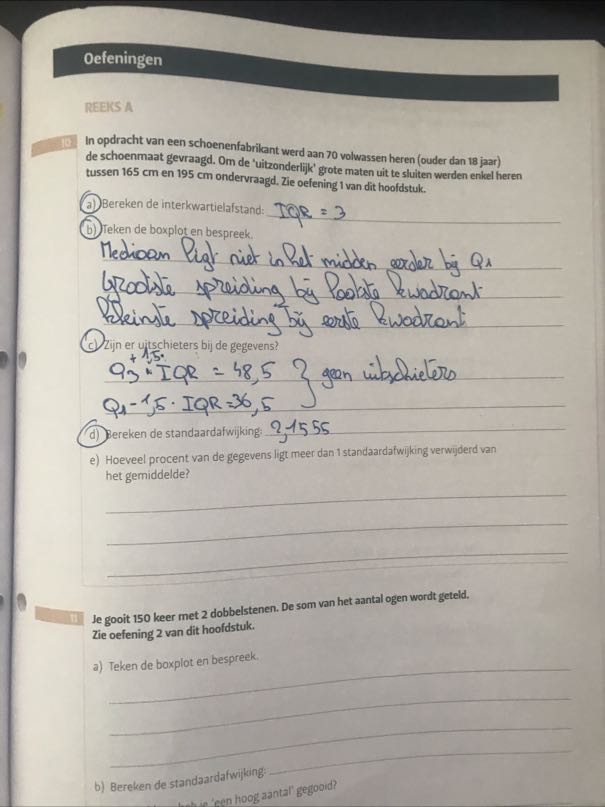 Oefeningen
REEKS A
10 In opdracht van een schoenenfabrikant werd aan 70 volwassen heren (ouder dan 18 jaar)
de schoenmaat gevraagd. Om de 'uitzonderlijk' grote maten uit te sluiten werden enkel heren
tussen 165 cm en 195 cm ondervraagd. Zie oefening 1 van dit hoofdstuk.
a) Bereken de interkwartielafstand: IQR = 3
b) Teken de boxplot en bespreek.
Mediaan ligt niet in het midden eerder bij Q1
Grootste spreiding bij laatste kwadrant
Kleinste spreiding bij eerste kwadrant
c) Zijn er uitschieters bij de gegevens?
Q3 + 1,5 · IQR = 48,5 } geen uitschieters
Q1 - 1,5 · IQR = 36,5
d) Bereken de standaardafwijking: 2,1555
e) Hoeveel procent van de gegevens ligt meer dan 1 standaardafwijking verwijderd van
het gemiddelde?
11 Je gooit 150 keer met 2 dobbelstenen. De som van het aantal ogen wordt geteld.
Zie oefening 2 van dit hoofdstuk.
a) Teken de boxplot en bespreek.
b) Bereken de standaardafwijking:
'een hoog aantal' gegooid?